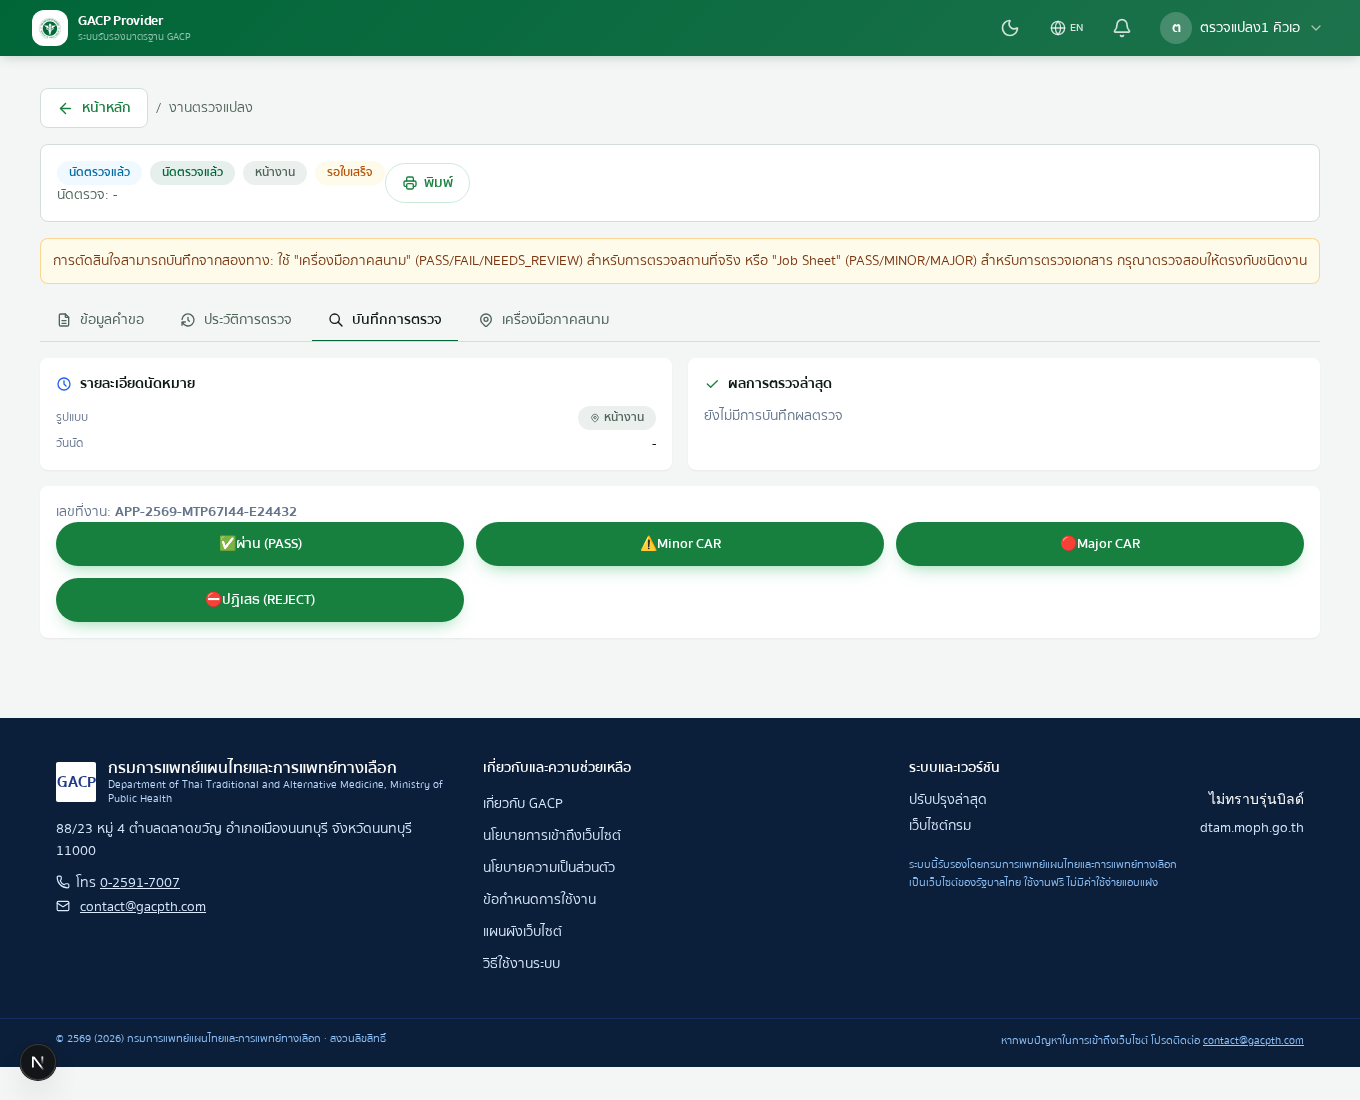 GACP Provider
ระบบรับรองมาตรฐาน GACP
EN
ต
ตรวจแปลง1 คิวเอ
หน้าหลัก
/ งานตรวจแปลง
นัดตรวจแล้ว
นัดตรวจแล้ว
หน้างาน
รอใบเสร็จ
พิมพ์
นัดตรวจ: -
การตัดสินใจสามารถบันทึกจากสองทาง: ใช้ "เครื่องมือภาคสนาม" (PASS/FAIL/NEEDS_REVIEW) สำหรับการตรวจสถานที่จริง หรือ "Job Sheet" (PASS/MINOR/MAJOR) สำหรับการตรวจเอกสาร กรุณาตรวจสอบให้ตรงกับชนิดงาน
ข้อมูลคำขอ
ประวัติการตรวจ
บันทึกการตรวจ
เครื่องมือภาคสนาม
รายละเอียดนัดหมาย
รูปแบบ
หน้างาน
วันนัด
-
ผลการตรวจล่าสุด
ยังไม่มีการบันทึกผลตรวจ
เลขที่งาน: APP-2569-MTP67I44-E24432
✅ผ่าน (PASS)
⚠️Minor CAR
🔴Major CAR
⛔ปฏิเสธ (REJECT)
GACP
กรมการแพทย์แผนไทยและการแพทย์ทางเลือก
Department of Thai Traditional and Alternative Medicine, Ministry of
Public Health
88/23 หมู่ 4 ตำบลตลาดขวัญ อำเภอเมืองนนทบุรี จังหวัดนนทบุรี
11000
โทร 0-2591-7007
contact@gacpth.com
เกี่ยวกับและความช่วยเหลือ
เกี่ยวกับ GACP
นโยบายการเข้าถึงเว็บไซต์
นโยบายความเป็นส่วนตัว
ข้อกำหนดการใช้งาน
แผนผังเว็บไซต์
วิธีใช้งานระบบ
ระบบและเวอร์ชัน
ปรับปรุงล่าสุด
ไม่ทราบรุ่นบิลด์
เว็บไซต์กรม
dtam.moph.go.th
ระบบนี้รับรองโดยกรมการแพทย์แผนไทยและการแพทย์ทางเลือก
เป็นเว็บไซต์ของรัฐบาลไทย ใช้งานฟรี ไม่มีค่าใช้จ่ายแอบแฝง
© 2569 (2026) กรมการแพทย์แผนไทยและการแพทย์ทางเลือก · สงวนลิขสิทธิ์
หากพบปัญหาในการเข้าถึงเว็บไซต์ โปรดติดต่อ contact@gacpth.com
N